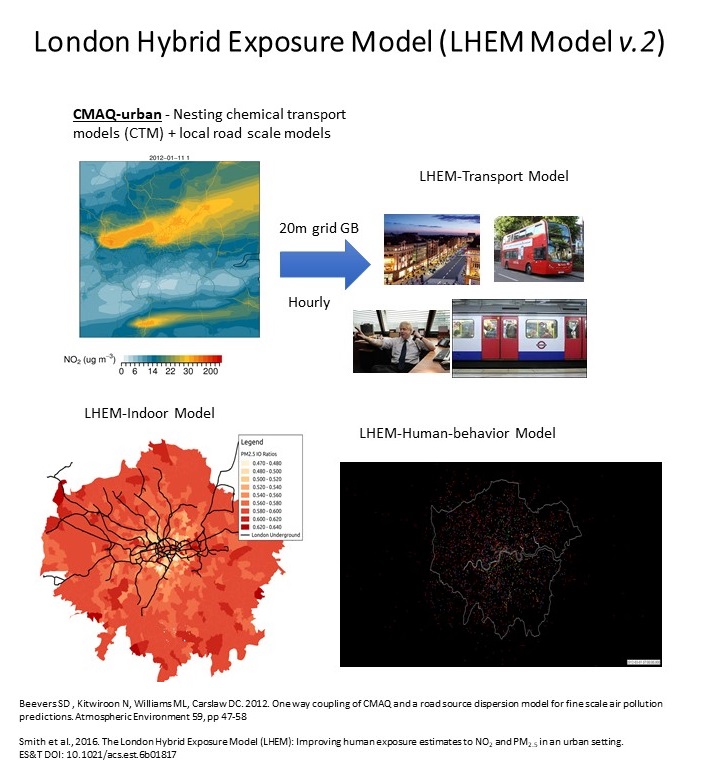 London Hybrid Exposure Model (LHEM Model v.2)
CMAQ-urban - Nesting chemical transport
models (CTM) + local road scale models
2012-01-11 1
LHEM-Transport Model
20m grid GB
Hourly
NO₂ (ug m⁻³)
0 6 14 22 30 200
LHEM-Indoor Model
LHEM-Human-behavior Model
Legend
PM2.5 IO Ratios
0.470 - 0.480
0.480 - 0.500
0.500 - 0.520
0.520 - 0.540
0.540 - 0.560
0.560 - 0.580
0.580 - 0.600
0.600 - 0.620
0.620 - 0.640
London Underground
Beevers SD , Kitwiroon N, Williams ML, Carslaw DC. 2012. One way coupling of CMAQ and a road source dispersion model for fine scale air pollution
predictions. Atmospheric Environment 59, pp 47-58
Smith et al., 2016. The London Hybrid Exposure Model (LHEM): Improving human exposure estimates to NO₂ and PM₂.₅ in an urban setting.
ES&T DOI: 10.1021/acs.est.6b01817